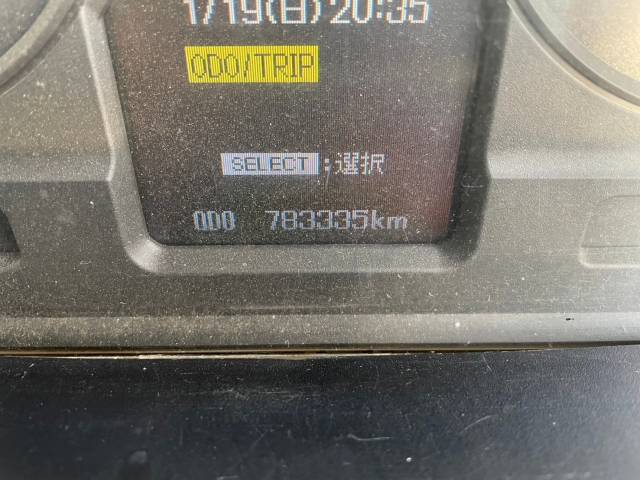 1/19(日)20:35
ODO/TRIP
SELECT:選択
ODO 783335km